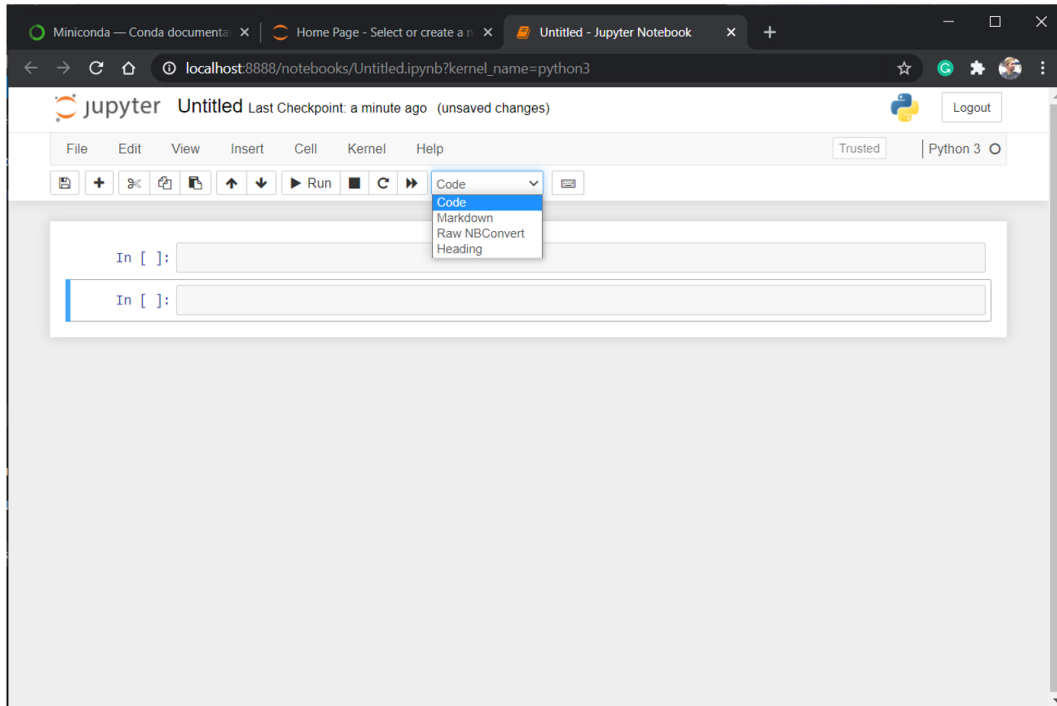 Miniconda — Conda documenta
Home Page - Select or create a n
Untitled - Jupyter Notebook
localhost:8888/notebooks/Untitled.ipynb?kernel_name=python3
jupyter Untitled Last Checkpoint: a minute ago (unsaved changes)
Logout
File Edit View Insert Cell Kernel Help
Trusted
Python 3
Run
Code
Code
Markdown
Raw NBConvert
Heading
In [ ]:
In [ ]: